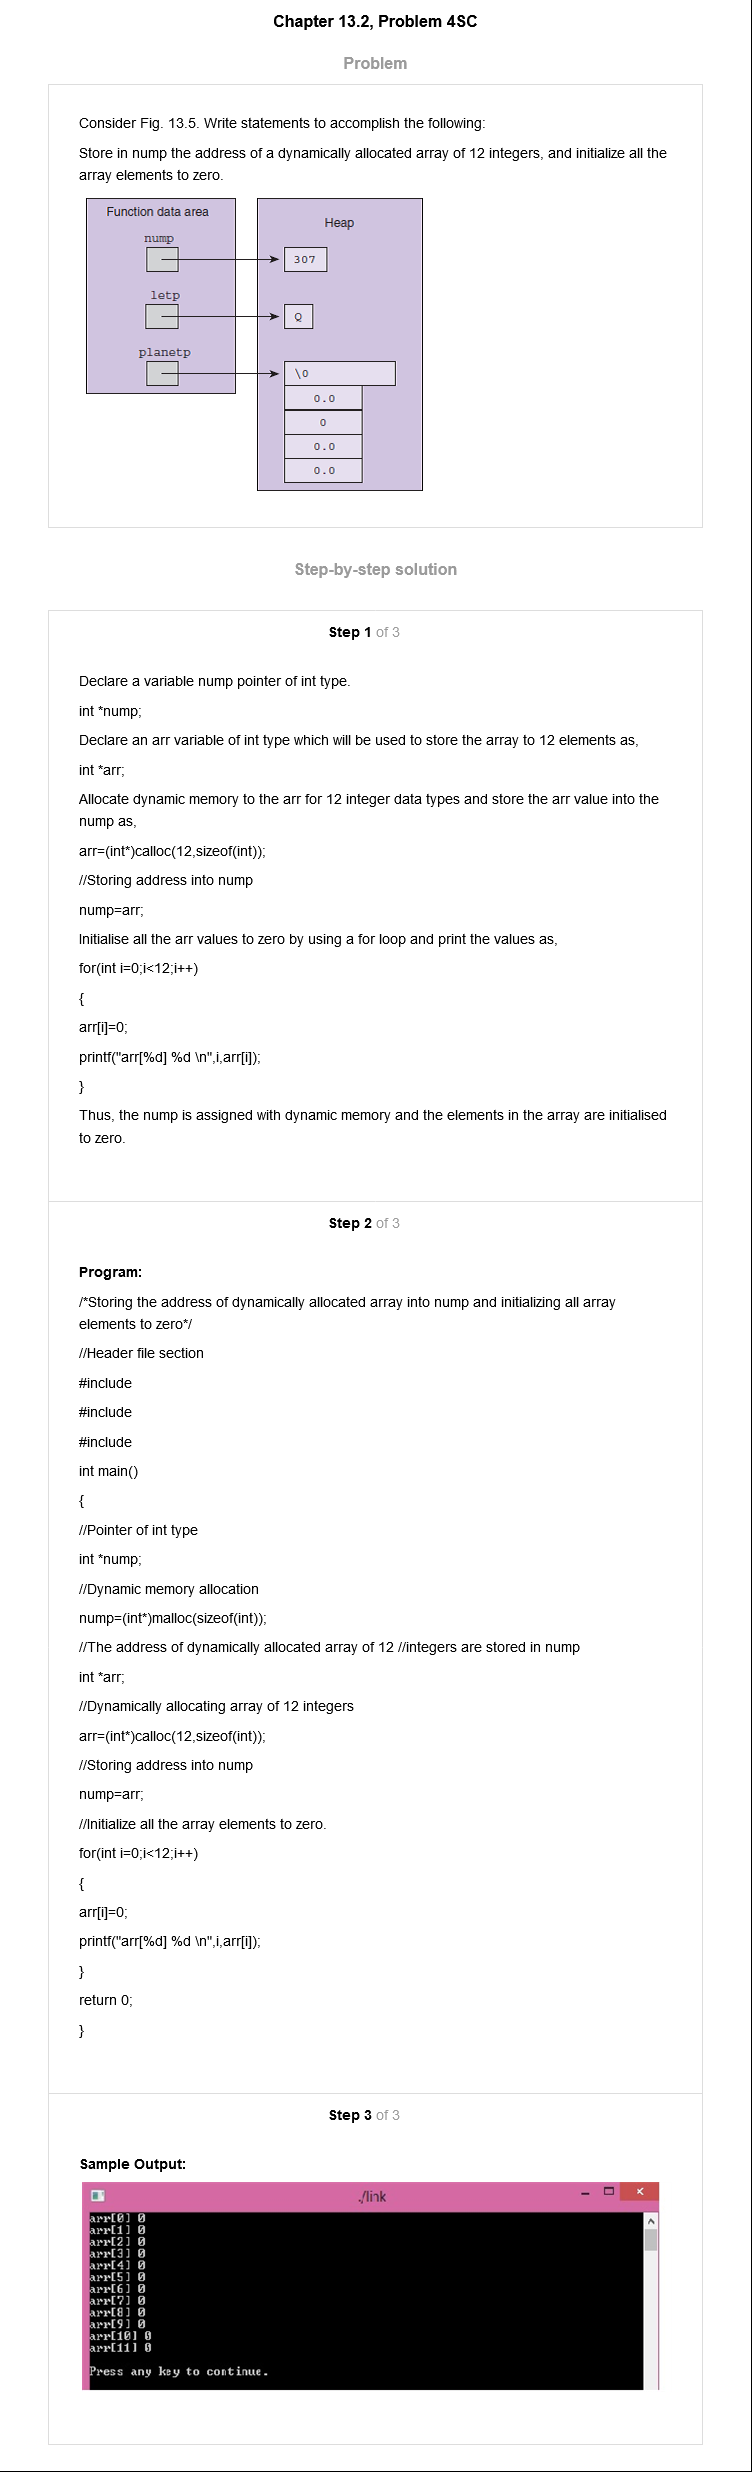 Chapter 13.2, Problem 4SC
Problem
Consider Fig. 13.5. Write statements to accomplish the following:
Store in nump the address of a dynamically allocated array of 12 integers, and initialize all the
array elements to zero.
Function data area
Heap
nump
307
letp
Q
planetp
\0
0.0
0
0.0
0.0
Step-by-step solution
Step 1 of 3
Declare a variable nump pointer of int type.
int *nump;
Declare an arr variable of int type which will be used to store the array to 12 elements as,
int *arr;
Allocate dynamic memory to the arr for 12 integer data types and store the arr value into the
nump as,
arr=(int*)calloc(12,sizeof(int));
//Storing address into nump
nump=arr;
Initialise all the arr values to zero by using a for loop and print the values as,
for(int i=0;i<12;i++)
{
arr[i]=0;
printf("arr[%d] %d \n",i,arr[i]);
}
Thus, the nump is assigned with dynamic memory and the elements in the array are initialised
to zero.
Step 2 of 3
Program:
/*Storing the address of dynamically allocated array into nump and initializing all array
elements to zero*/
//Header file section
#include
#include
#include
int main()
{
//Pointer of int type
int *nump;
//Dynamic memory allocation
nump=(int*)malloc(sizeof(int));
//The address of dynamically allocated array of 12 //integers are stored in nump
int *arr;
//Dynamically allocating array of 12 integers
arr=(int*)calloc(12,sizeof(int));
//Storing address into nump
nump=arr;
//Initialize all the array elements to zero.
for(int i=0;i<12;i++)
{
arr[i]=0;
printf("arr[%d] %d \n",i,arr[i]);
}
return 0;
}
Step 3 of 3
Sample Output:
./link
arr[0] 0
arr[1] 0
arr[2] 0
arr[3] 0
arr[4] 0
arr[5] 0
arr[6] 0
arr[7] 0
arr[8] 0
arr[9] 0
arr[10] 0
arr[11] 0
Press any key to continue.